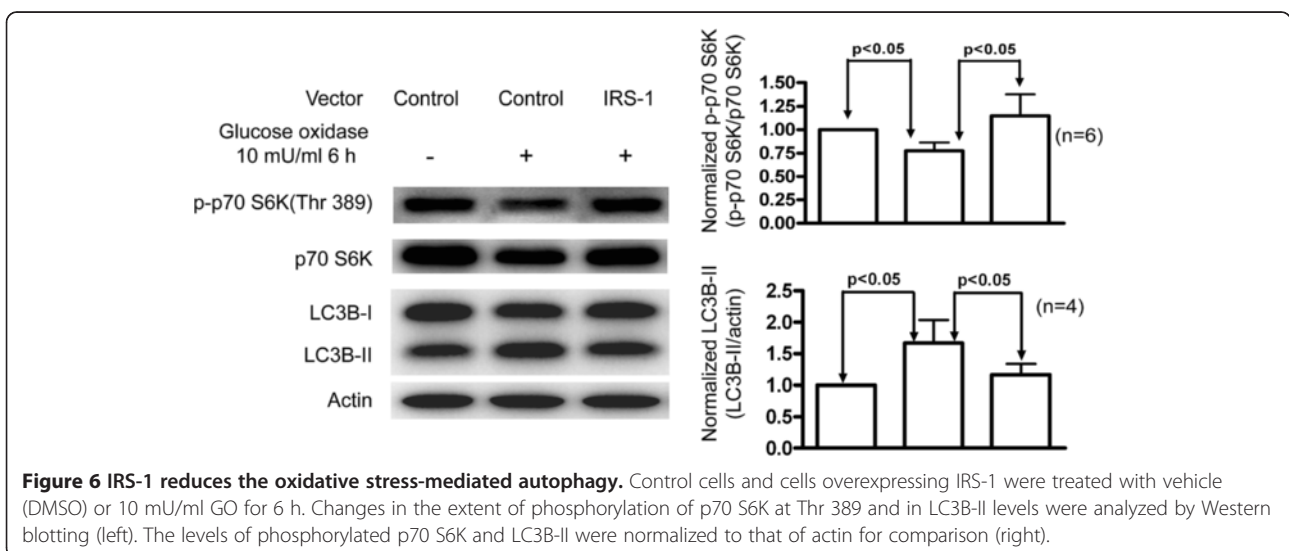 Vector Control Control IRS-1
Glucose oxidase
10 mU/ml 6 h - + +
p-p70 S6K(Thr 389)
p70 S6K
LC3B-I
LC3B-II
Actin
p<0.05 p<0.05
Normalized p-p70 S6K
(p-p70 S6K/p70 S6K)
1.50
1.25
1.00
0.75
0.50
0.25
0.00
(n=6)
p<0.05 p<0.05
Normalized LC3B-II
(LC3B-II/actin)
2.5
2.0
1.5
1.0
0.5
0.0
(n=4)
Figure 6 IRS-1 reduces the oxidative stress-mediated autophagy. Control cells and cells overexpressing IRS-1 were treated with vehicle
(DMSO) or 10 mU/ml GO for 6 h. Changes in the extent of phosphorylation of p70 S6K at Thr 389 and in LC3B-II levels were analyzed by Western
blotting (left). The levels of phosphorylated p70 S6K and LC3B-II were normalized to that of actin for comparison (right).